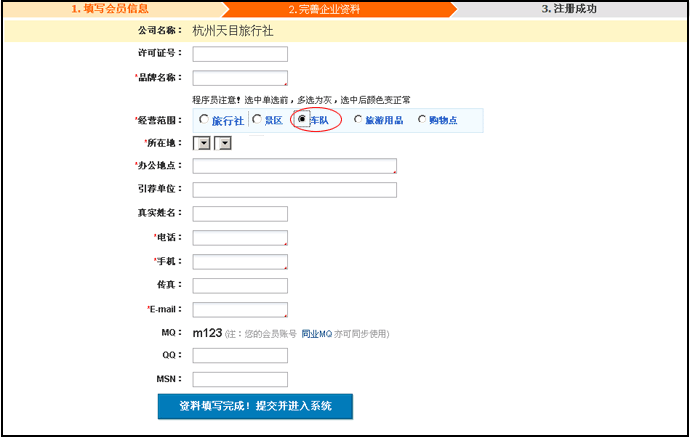 1. 填写会员信息 2.完善企业资料 3. 注册成功
公司名称： 杭州天目旅行社
许可证号：
*品牌名称：
程序员注意！选中单选前，多选为灰，选中后颜色变正常
*经营范围： 旅行社 景区 车队 旅游用品 购物点
*所在地：
*办公地点：
引荐单位：
真实姓名：
*电话：
*手机：
传真：
*E-mail：
MQ： m123 (注：您的会员账号 同业MQ 亦可同步使用)
QQ：
MSN：
资料填写完成！提交并进入系统